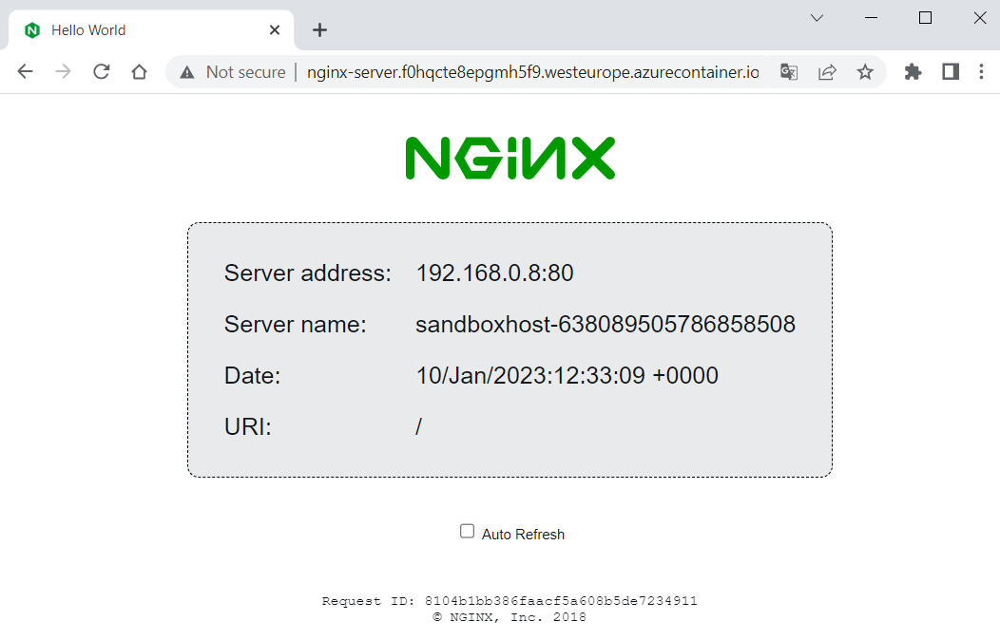 Hello World
Not secure | nginx-server.f0hqcte8epgmh5f9.westeurope.azurecontainer.io
NGINX
Server address: 192.168.0.8:80
Server name: sandboxhost-638089505786858508
Date: 10/Jan/2023:12:33:09 +0000
URI: /
Auto Refresh
Request ID: 8104b1bb386faacf5a608b5de7234911
© NGINX, Inc. 2018